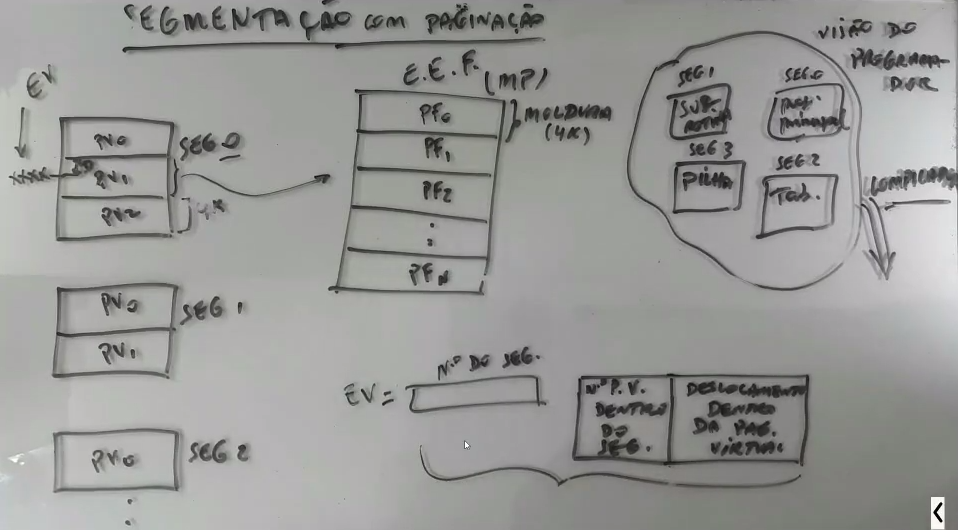 SEGMENTAÇÃO COM PAGINAÇÃO
EV
XXXX
PV0
PV1
PV2
SEG 0
4K
PV0
PV1
SEG 1
PV0
SEG 2
E.E.F. (MP)
PF0
PF1
PF2
PFN
MOLDURA
(4K)
VISÃO DO
PROGRAMA-
DOR
SEG 1
SUB-
ROTINA
SEG 0
PROG.
PRINCIPAL
SEG 3
PILHA
SEG 2
TAB.
COMPILADOR
EV =
Nº DO SEG.
Nº P.V.
DENTRO
DO
SEG.
DESLOCAMENTO
DENTRO
DA PAG.
VIRTUAL